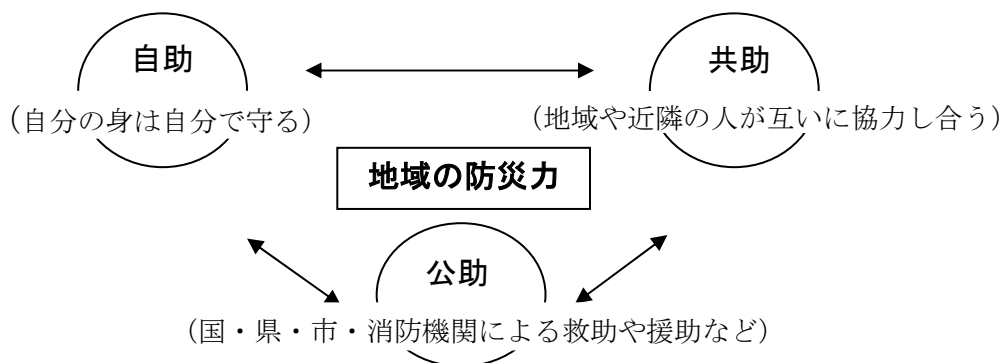 自助
共助
(自分の身は自分で守る)
(地域や近隣の人が互いに協力し合う)
地域の防災力
公助
(国・県・市・消防機関による救助や援助など)